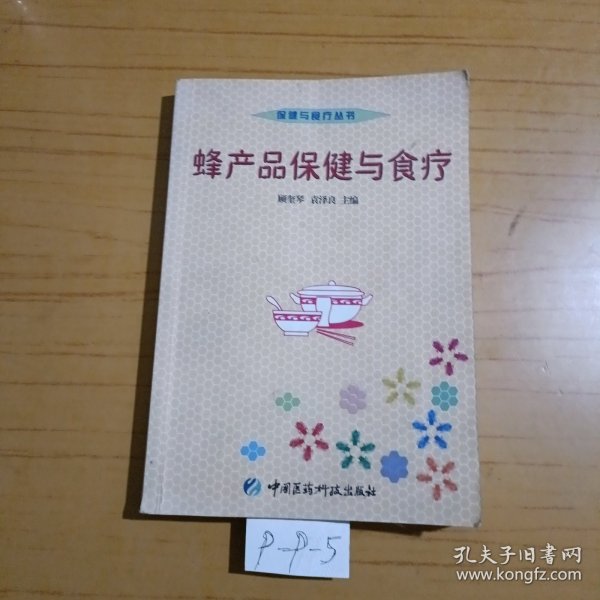 保健与食疗丛书
蜂产品保健与食疗
顾奎琴 袁泽良 主编
中国医药科技出版社
P-P-5
孔夫子旧书网
www.kongfz.com